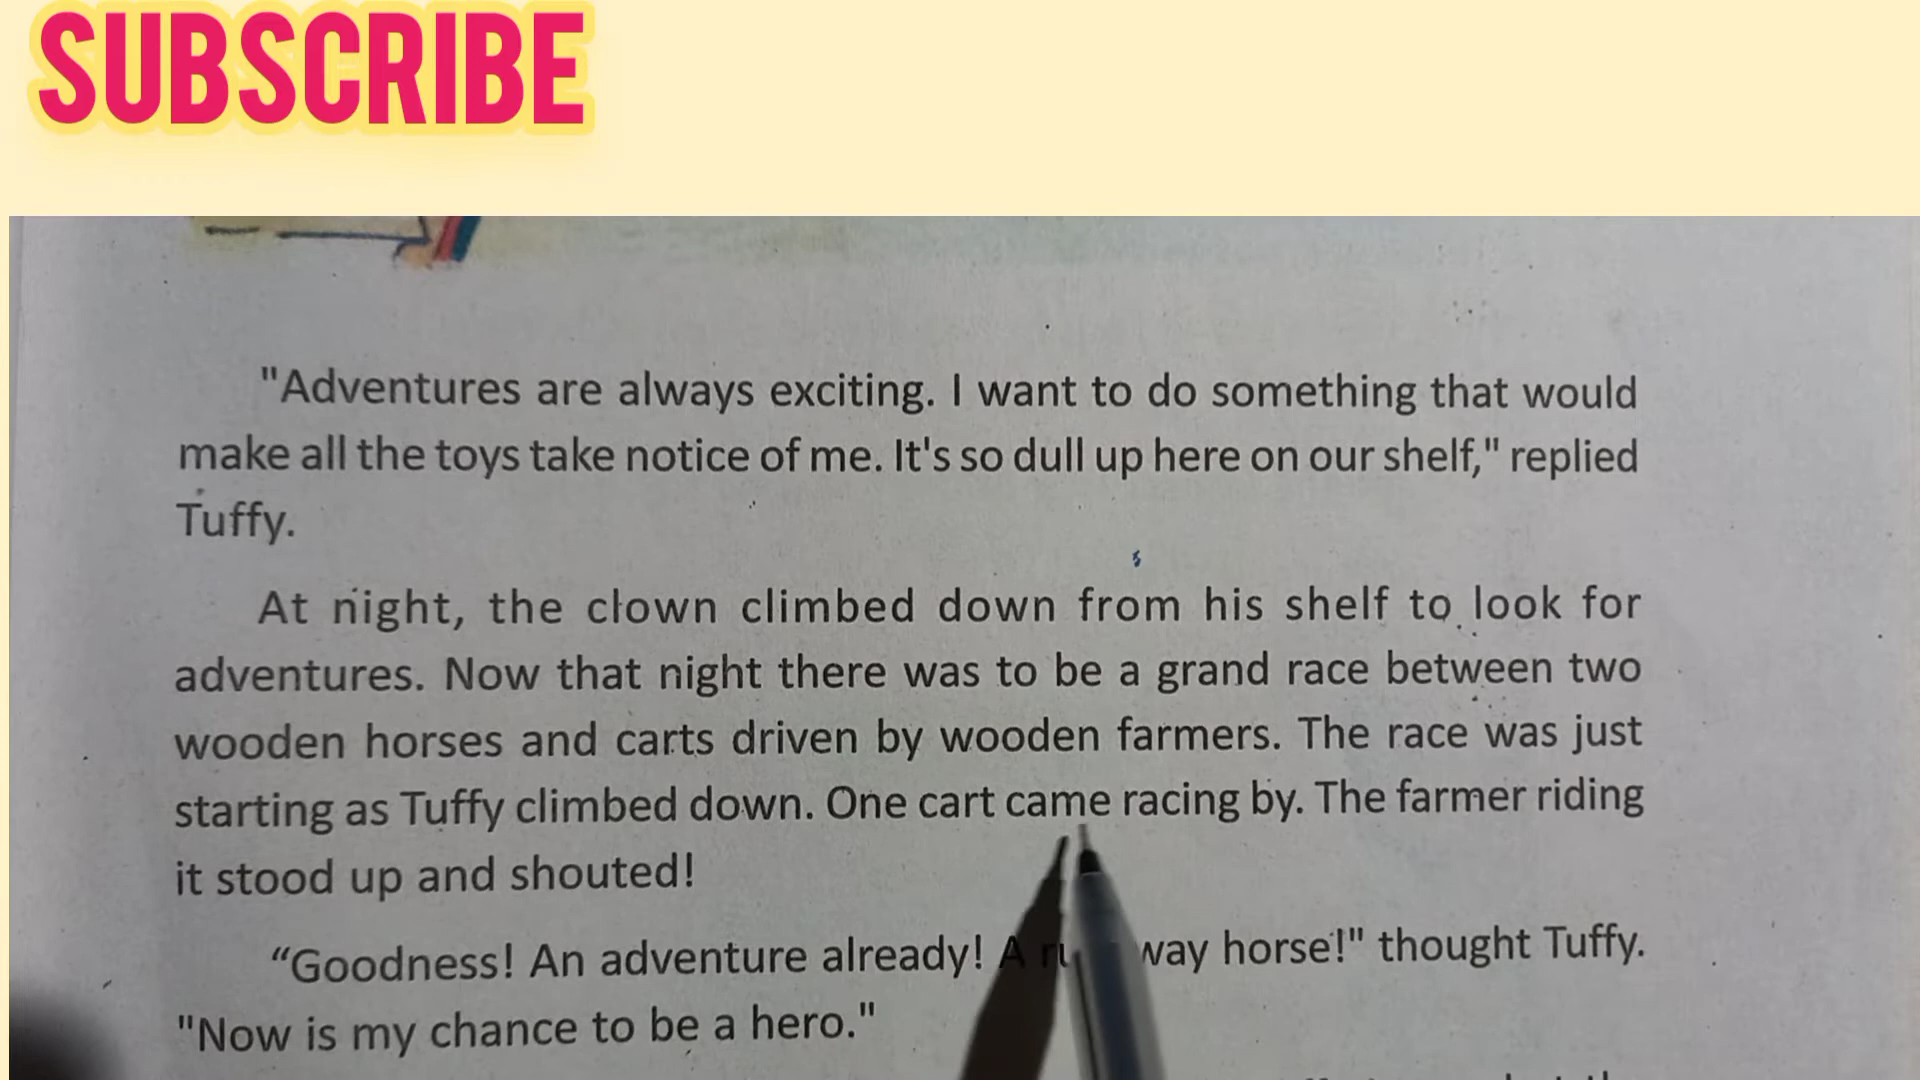 SUBSCRIBE
"Adventures are always exciting. I want to do something that would
make all the toys take notice of me. It's so dull up here on our shelf," replied
Tuffy.
At night, the clown climbed down from his shelf to look for
adventures. Now that night there was to be a grand race between two
wooden horses and carts driven by wooden farmers. The race was just
starting as Tuffy climbed down. One cart came racing by. The farmer riding
it stood up and shouted!
“Goodness! An adventure already! A way horse!" thought Tuffy.
"Now is my chance to be a hero."